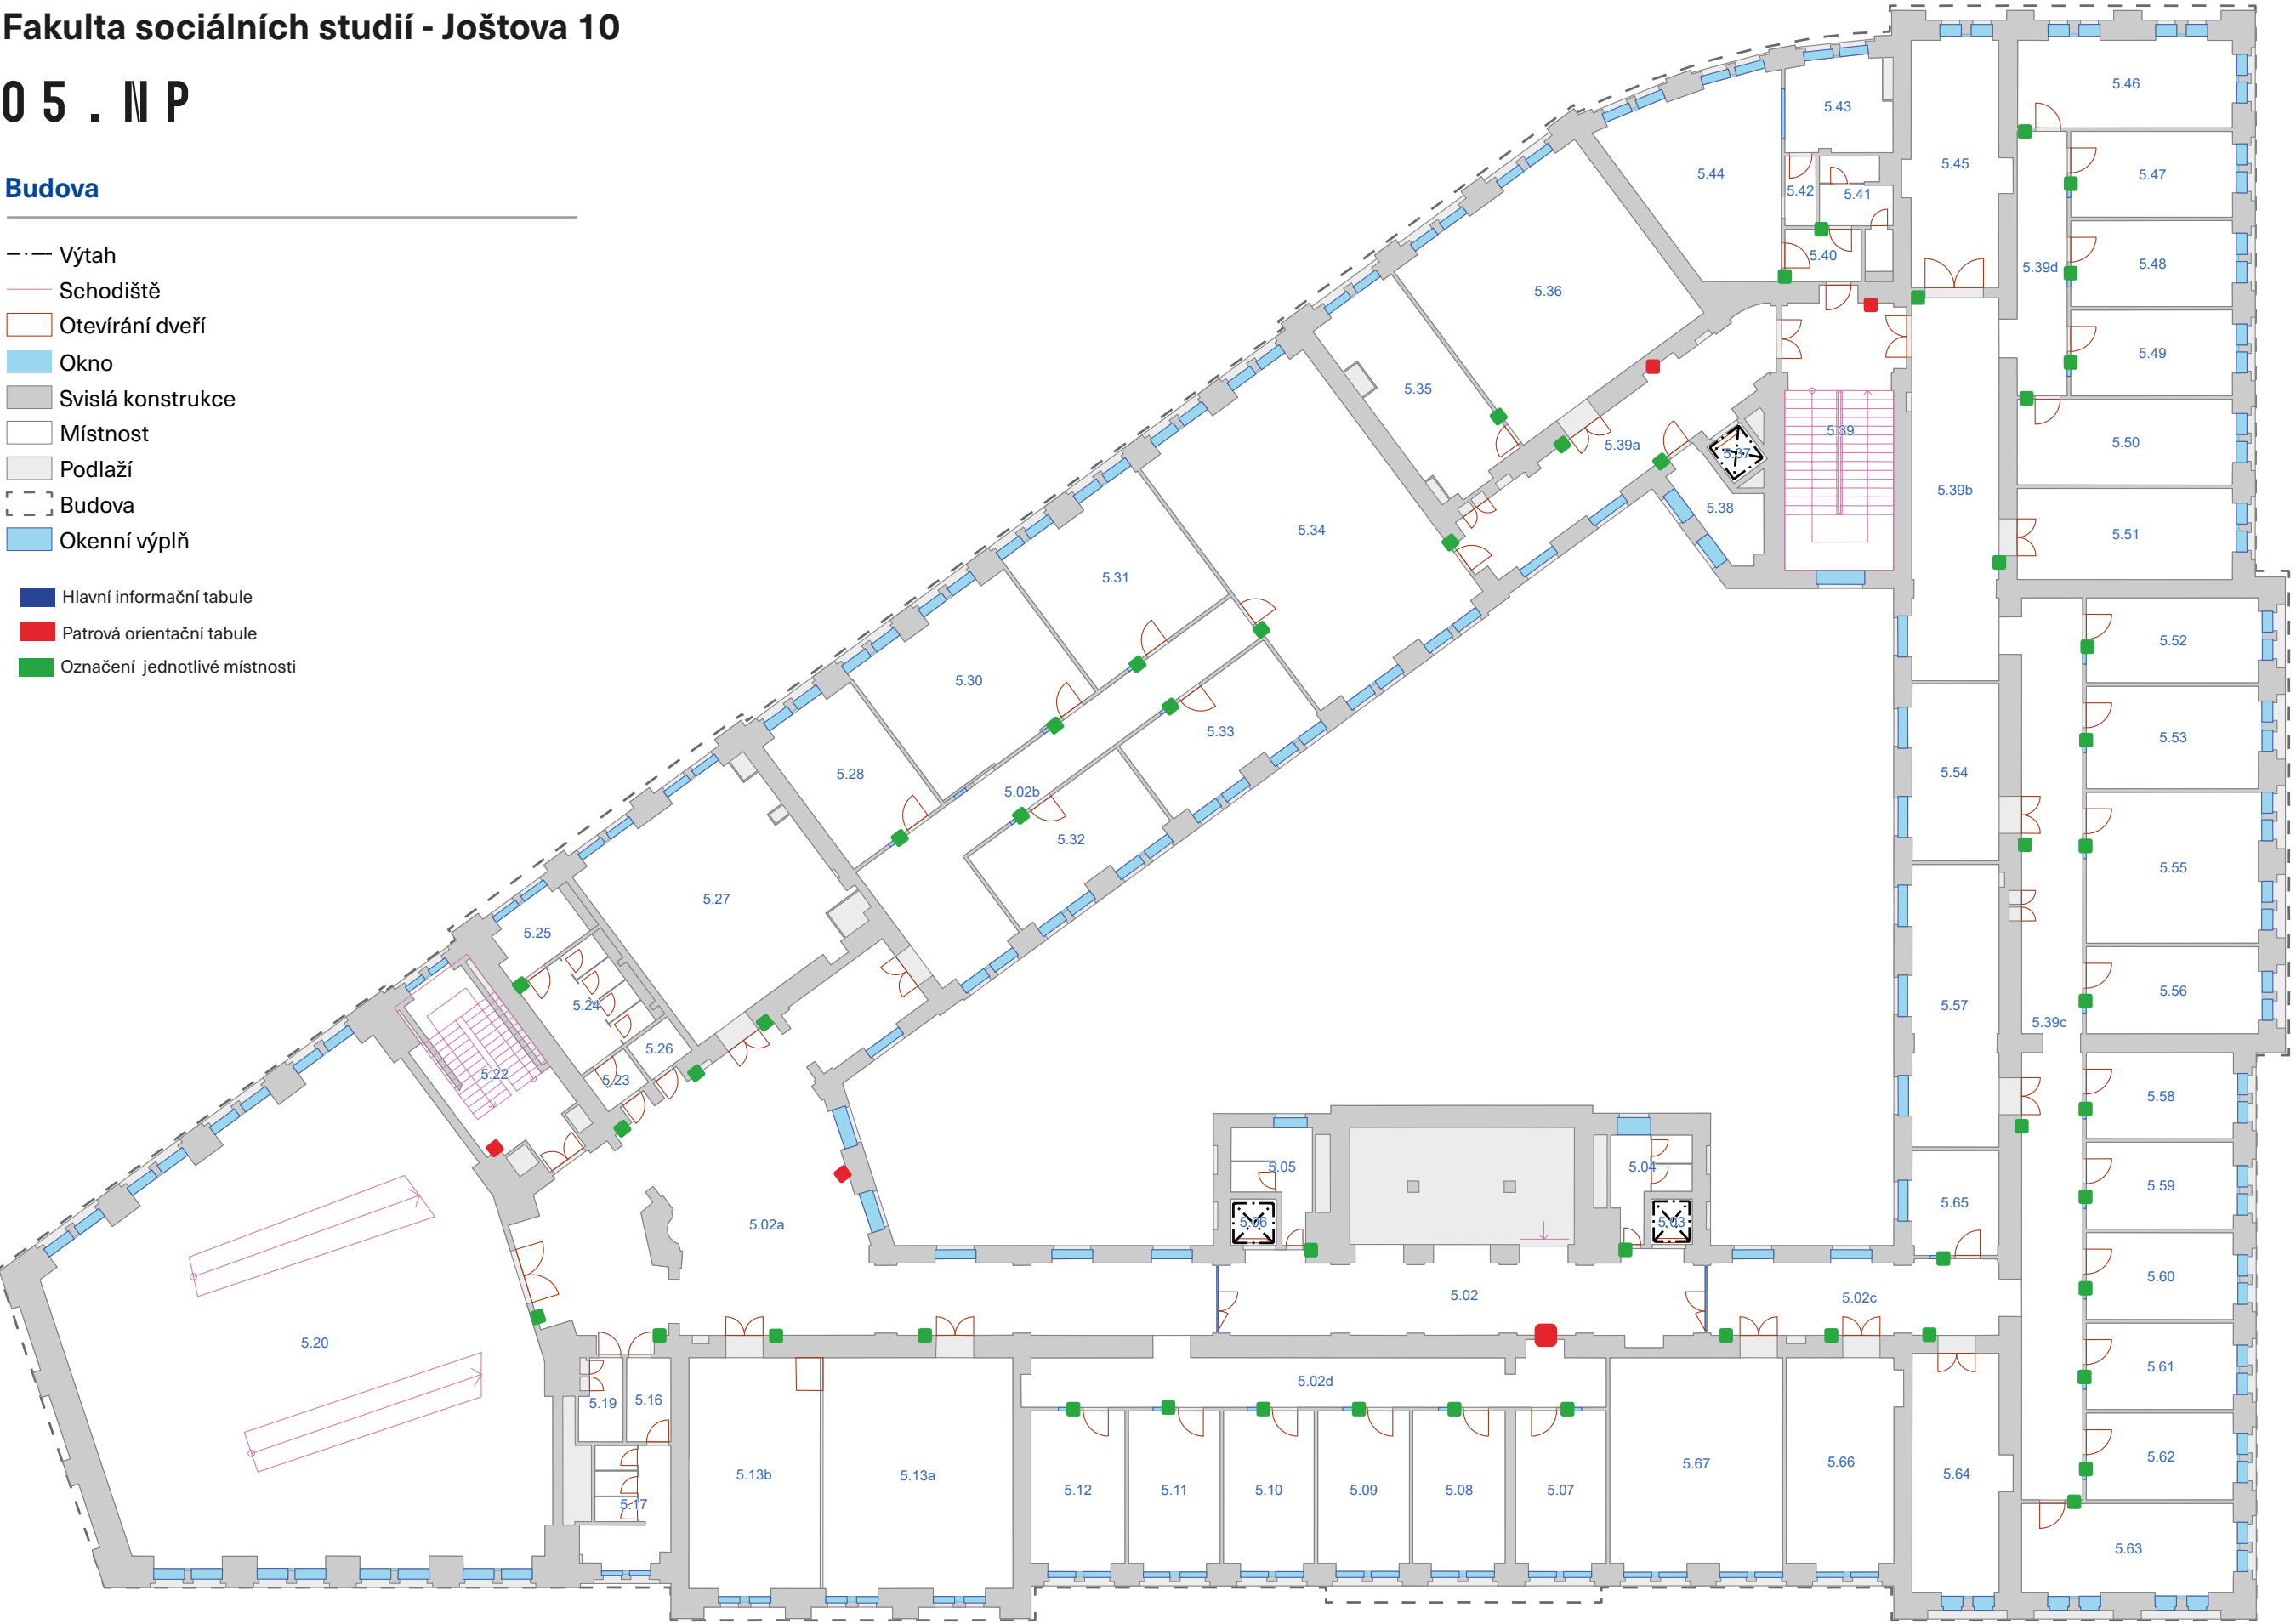 Fakulta sociálních studií - Joštova 10
05.NP
Budova
Výtah
Schodiště
Otevírání dveří
Okno
Svislá konstrukce
Místnost
Podlaží
Budova
Okenní výplň
Hlavní informační tabule
Patrová orientační tabule
Označení jednotlivé místnosti
5.46
5.43
5.45
5.44
5.47
5.42
5.41
5.40
5.48
5.39d
5.36
5.49
5.35
5.39
5.39a
5.50
5.37
5.39b
5.38
5.34
5.51
5.31
5.52
5.30
5.33
5.53
5.28
5.54
5.02b
5.32
5.55
5.27
5.25
5.56
5.24
5.57
5.39c
5.26
5.22
5.23
5.58
5.05
5.04
5.59
5.65
5.06
5.03
5.02a
5.60
5.02
5.02c
5.20
5.61
5.02d
5.19
5.16
5.62
5.67
5.66
5.13b
5.13a
5.64
5.12
5.11
5.10
5.09
5.08
5.07
5.17
5.63